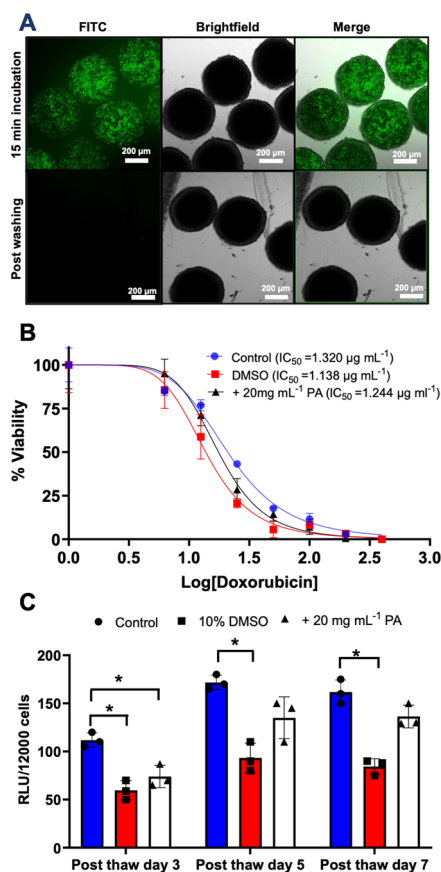 A
FITC
Brightfield
Merge
15 min incubation
200 µm
200 µm
200 µm
Post washing
200 µm
200 µm
200 µm
B
Control (IC50 =1.320 µg mL-1)
DMSO (IC50 =1.138 µg mL-1)
+ 20mg mL-1 PA (IC50 =1.244 µg ml-1)
% Viability
100
75
50
25
0
0.0 0.5 1.0 1.5 2.0 2.5 3.0
Log[Doxorubicin]
C
Control 10% DMSO + 20 mg mL-1 PA
RLU/12000 cells
200
150
100
50
0
* * * *
Post thaw day 3 Post thaw day 5 Post thaw day 7